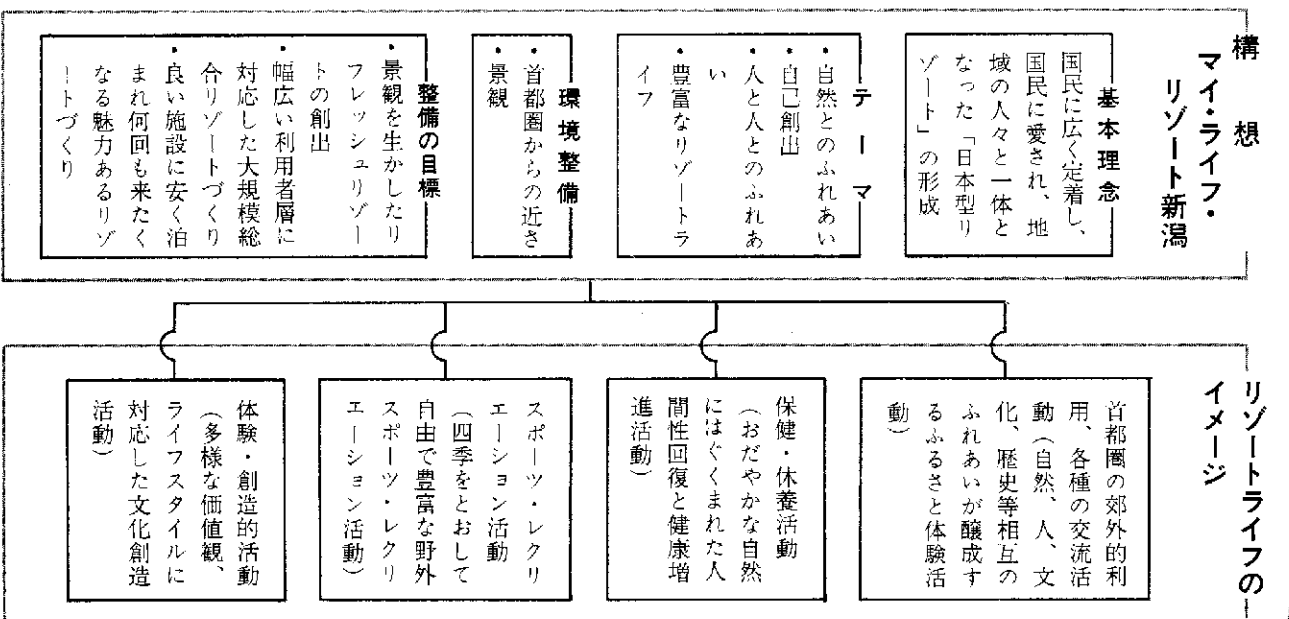 構想
マイ・ライフ・
リゾート新潟
基本理念
国民に広く定着し、
国民に愛され、地
域の人々と一体と
なった「日本型リ
ゾート」の形成
テーマ
・自然とのふれあい
・自己創出
・人と人とのふれあ
い
・豊富なリゾートラ
イフ
環境整備
・首都圏からの近さ
・景観
整備の目標
・景観を生かしたリ
フレッシュリゾー
トの創出
・幅広い利用者層に
対応した大規模総
合リゾートづくり
・良い施設に安く泊
まれ何回も来たく
なる魅力あるリゾ
ートづくり
リゾートライフの
イメージ
首都圏の郊外的利
用、各種の交流活
動（自然、人、文
化、歴史等相互の
ふれあいが醸成す
るふるさと体験活
動）
保健・休養活動
（おだやかな自然
にはぐくまれた人
間性回復と健康増
進活動）
スポーツ・レクリ
エーション活動
（四季をとおして
自由で豊富な野外
スポーツ・レクリ
エーション活動）
体験・創造的活動
（多様な価値観、
ライフスタイルに
対応した文化創造
活動）